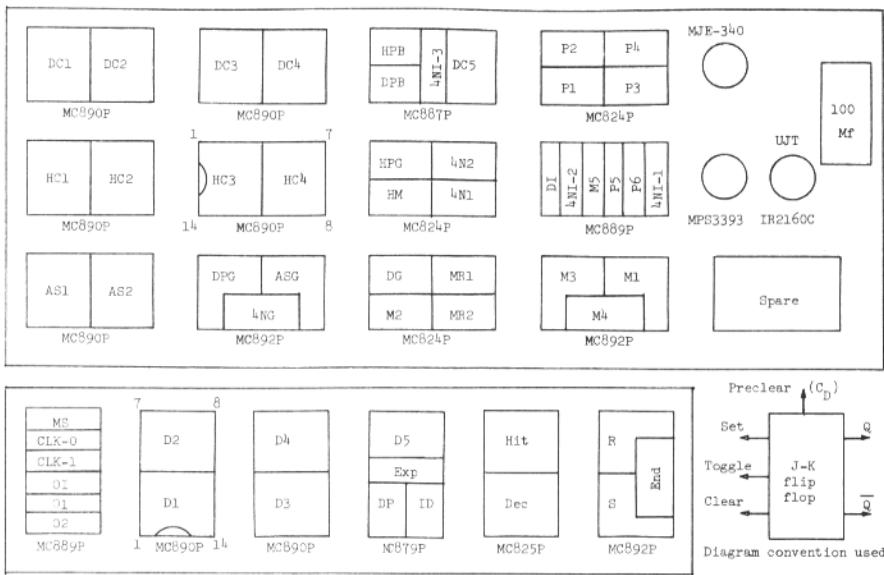 MJE-340
DC1 DC2 DC3 DC4 HPB DPB 4NI-3 DC5 P2 P4 P1 P3
MC890P MC890P MC887P MC824P
100 Mf
1 7
UJT
HC1 HC2 HC3 HC4 HPG 4N2 HM 4N1 DI 4NI-2 M5 P5 P6 4NI-1
14 8
MC890P MC890P MC824P MC889P MPS3393 IR2160C
AS1 AS2 DPG ASG 4NG DG MR1 M2 MR2 M3 M1 M4 Spare
MC890P MC892P MC824P MC892P
7 8
Preclear (C_D)
MS
CLK-0
CLK-1
OI
O1
O2
D2 D4 D5 Hit R
Exp End
D1 D3 DP ID Dec S
1 14
MC889P MC890P MC890P MC879P MC825P MC892P
Set Q
Toggle J-K
flip
flop
Clear Q̅
Diagram convention used